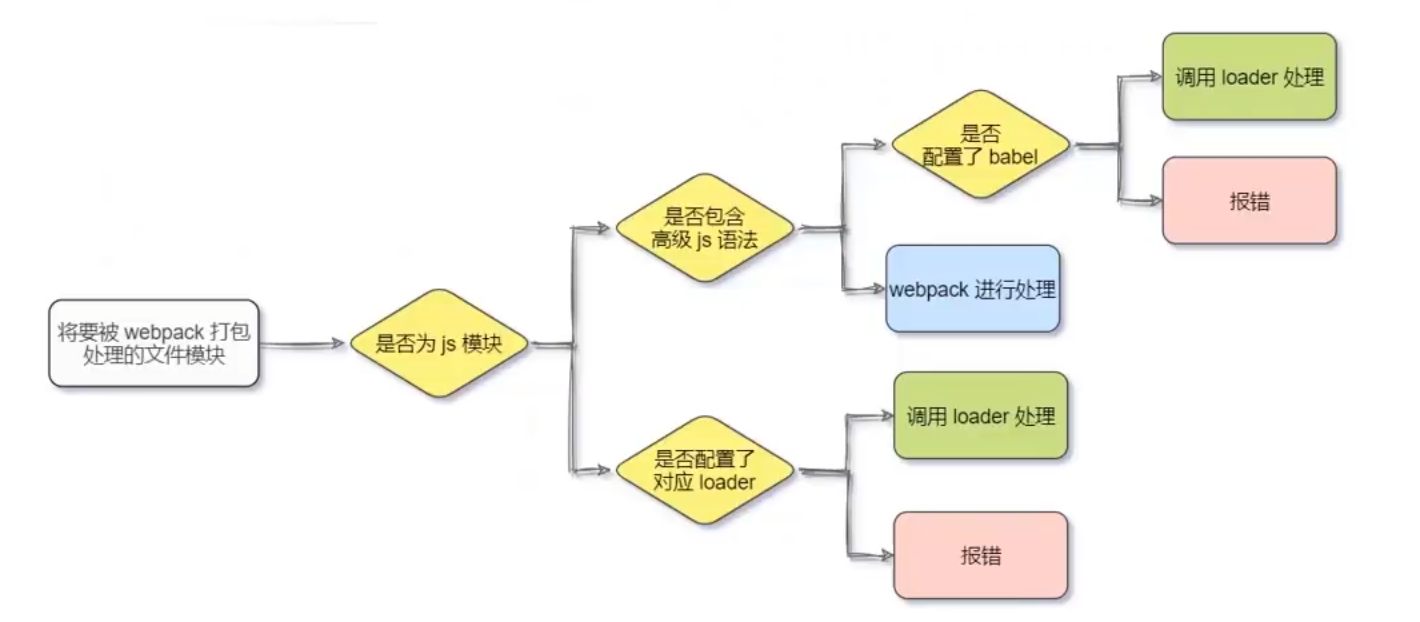 将要被 webpack 打包
处理的文件模块
是否为 js 模块
是否包含
高级 js 语法
是否
配置了 babel
调用 loader 处理
报错
webpack 进行处理
是否配置了
对应 loader
调用 loader 处理
报错